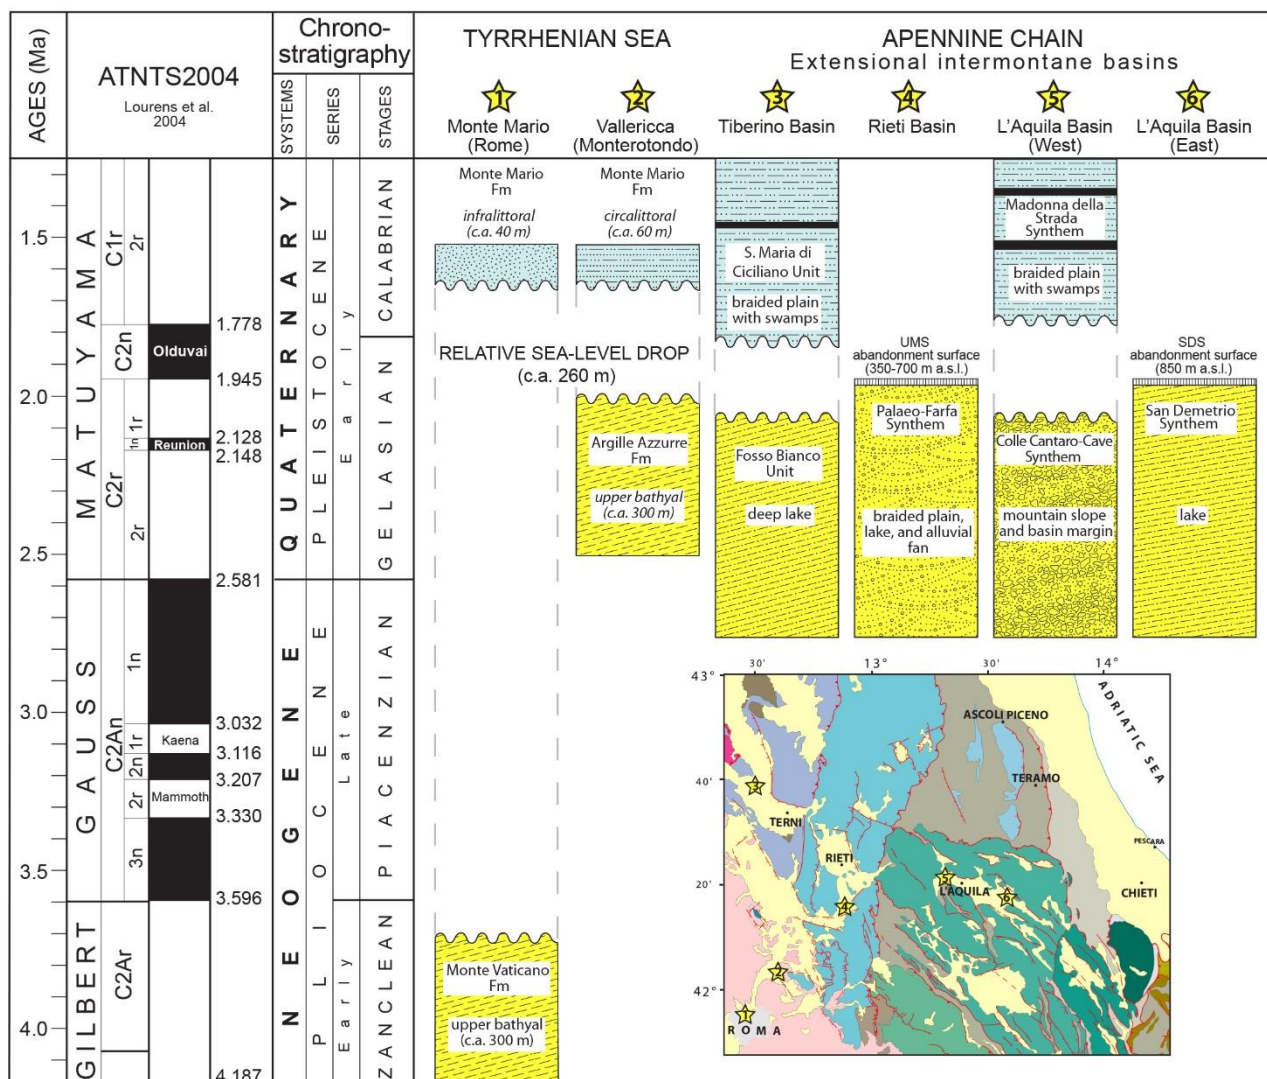 AGES (Ma)
ATNTS2004
Lourens et al.
2004
Chrono-
stratigraphy
SYSTEMS
SERIES
STAGES
TYRRHENIAN SEA
APENNINE CHAIN
Extensional intermontane basins
1
Monte Mario
(Rome)
2
Vallericca
(Monterotondo)
3
Tiberino Basin
4
Rieti Basin
5
L'Aquila Basin
(West)
6
L'Aquila Basin
(East)
1.5
2.0
2.5
3.0
3.5
4.0
MATUYAMA
GAUSS
GILBERT
C1r
C2n
C2r
C2An
C2Ar
2r
1r
1n
2r
1n
1r
2n
2r
3n
Olduvai
Reunion
Kaena
Mammoth
1.778
1.945
2.128
2.148
2.581
3.032
3.116
3.207
3.330
3.596
4.187
QUATERNARY
NEOGENE
PLEISTOCENE
Early
PLIOCENE
Late
Early
CALABRIAN
GELASIAN
PIACENZIAN
ZANCLEAN
Monte Mario
Fm
infralittoral
(c.a. 40 m)
Monte Mario
Fm
circalittoral
(c.a. 60 m)
RELATIVE SEA-LEVEL DROP
(c.a. 260 m)
Argille Azzurre
Fm
upper bathyal
(c.a. 300 m)
Monte Vaticano
Fm
upper bathyal
(c.a. 300 m)
S. Maria di
Ciciliano Unit
braided plain
with swamps
Fosso Bianco
Unit
deep lake
UMS
abandonment surface
(350-700 m a.s.l.)
Palaeo-Farfa
Synthem
braided plain,
lake, and alluvial
fan
Madonna della
Strada
Synthem
braided plain
with swamps
Colle Cantaro-Cave
Synthem
mountain slope
and basin margin
SDS
abandonment surface
(850 m a.s.l.)
San Demetrio
Synthem
lake
43°
30'
13°
30'
14°
40'
20'
42°
ADRIATIC SEA
ASCOLI PICENO
TERAMO
PESCARA
CHIETI
3
TERNI
RIETI
4
5
L'AQUILA
6
2
1
ROMA